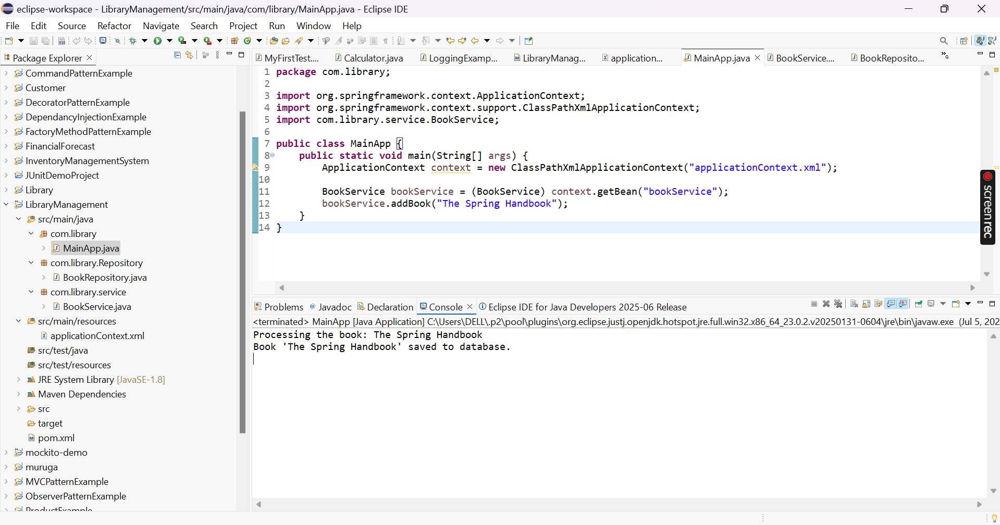 eclipse-workspace - LibraryManagement/src/main/java/com/library/MainApp.java - Eclipse IDE
File Edit Source Refactor Navigate Search Project Run Window Help
Package Explorer
CommandPatternExample
Customer
DecoratorPatternExample
DependancyInjectionExample
FactoryMethodPatternExample
FinancialForecast
InventoryManagementSystem
JUnitDemoProject
Library
LibraryManagement
src/main/java
com.library
MainApp.java
com.library.Repository
BookRepository.java
com.library.service
BookService.java
src/main/resources
applicationContext.xml
src/test/java
src/test/resources
JRE System Library [JavaSE-1.8]
Maven Dependencies
src
target
pom.xml
mockito-demo
muruga
MVCPatternExample
ObserverPatternExample
ProductExample
MyFirstTest.... Calculator.java LoggingExamp... LibraryManag... application... MainApp.java BookService.... BookReposito...
1 package com.library;
2
3 import org.springframework.context.ApplicationContext;
4 import org.springframework.context.support.ClassPathXmlApplicationContext;
5 import com.library.service.BookService;
6
7 public class MainApp {
8 public static void main(String[] args) {
9 ApplicationContext context = new ClassPathXmlApplicationContext("applicationContext.xml");
10
11 BookService bookService = (BookService) context.getBean("bookService");
12 bookService.addBook("The Spring Handbook");
13 }
14 }
screenrec
Problems Javadoc Declaration Console Eclipse IDE for Java Developers 2025-06 Release
<terminated> MainApp [Java Application] C:\Users\DELL\.p2\pool\plugins\org.eclipse.justj.openjdk.hotspot.jre.full.win32.x86_64_23.0.2.v20250131-0604\jre\bin\javaw.exe (Jul 5, 202
Processing the book: The Spring Handbook
Book 'The Spring Handbook' saved to database.